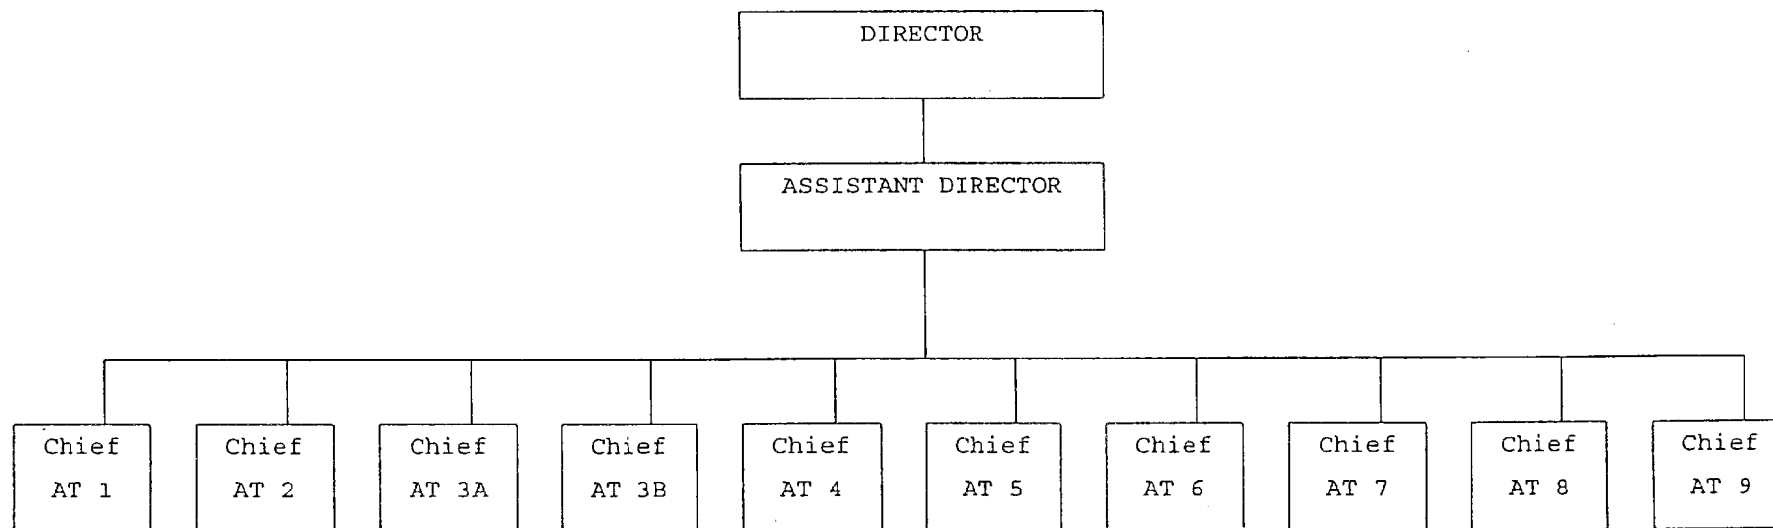 DIRECTOR
ASSISTANT DIRECTOR
Chief
AT 1
Chief
AT 2
Chief
AT 3A
Chief
AT 3B
Chief
AT 4
Chief
AT 5
Chief
AT 6
Chief
AT 7
Chief
AT 8
Chief
AT 9